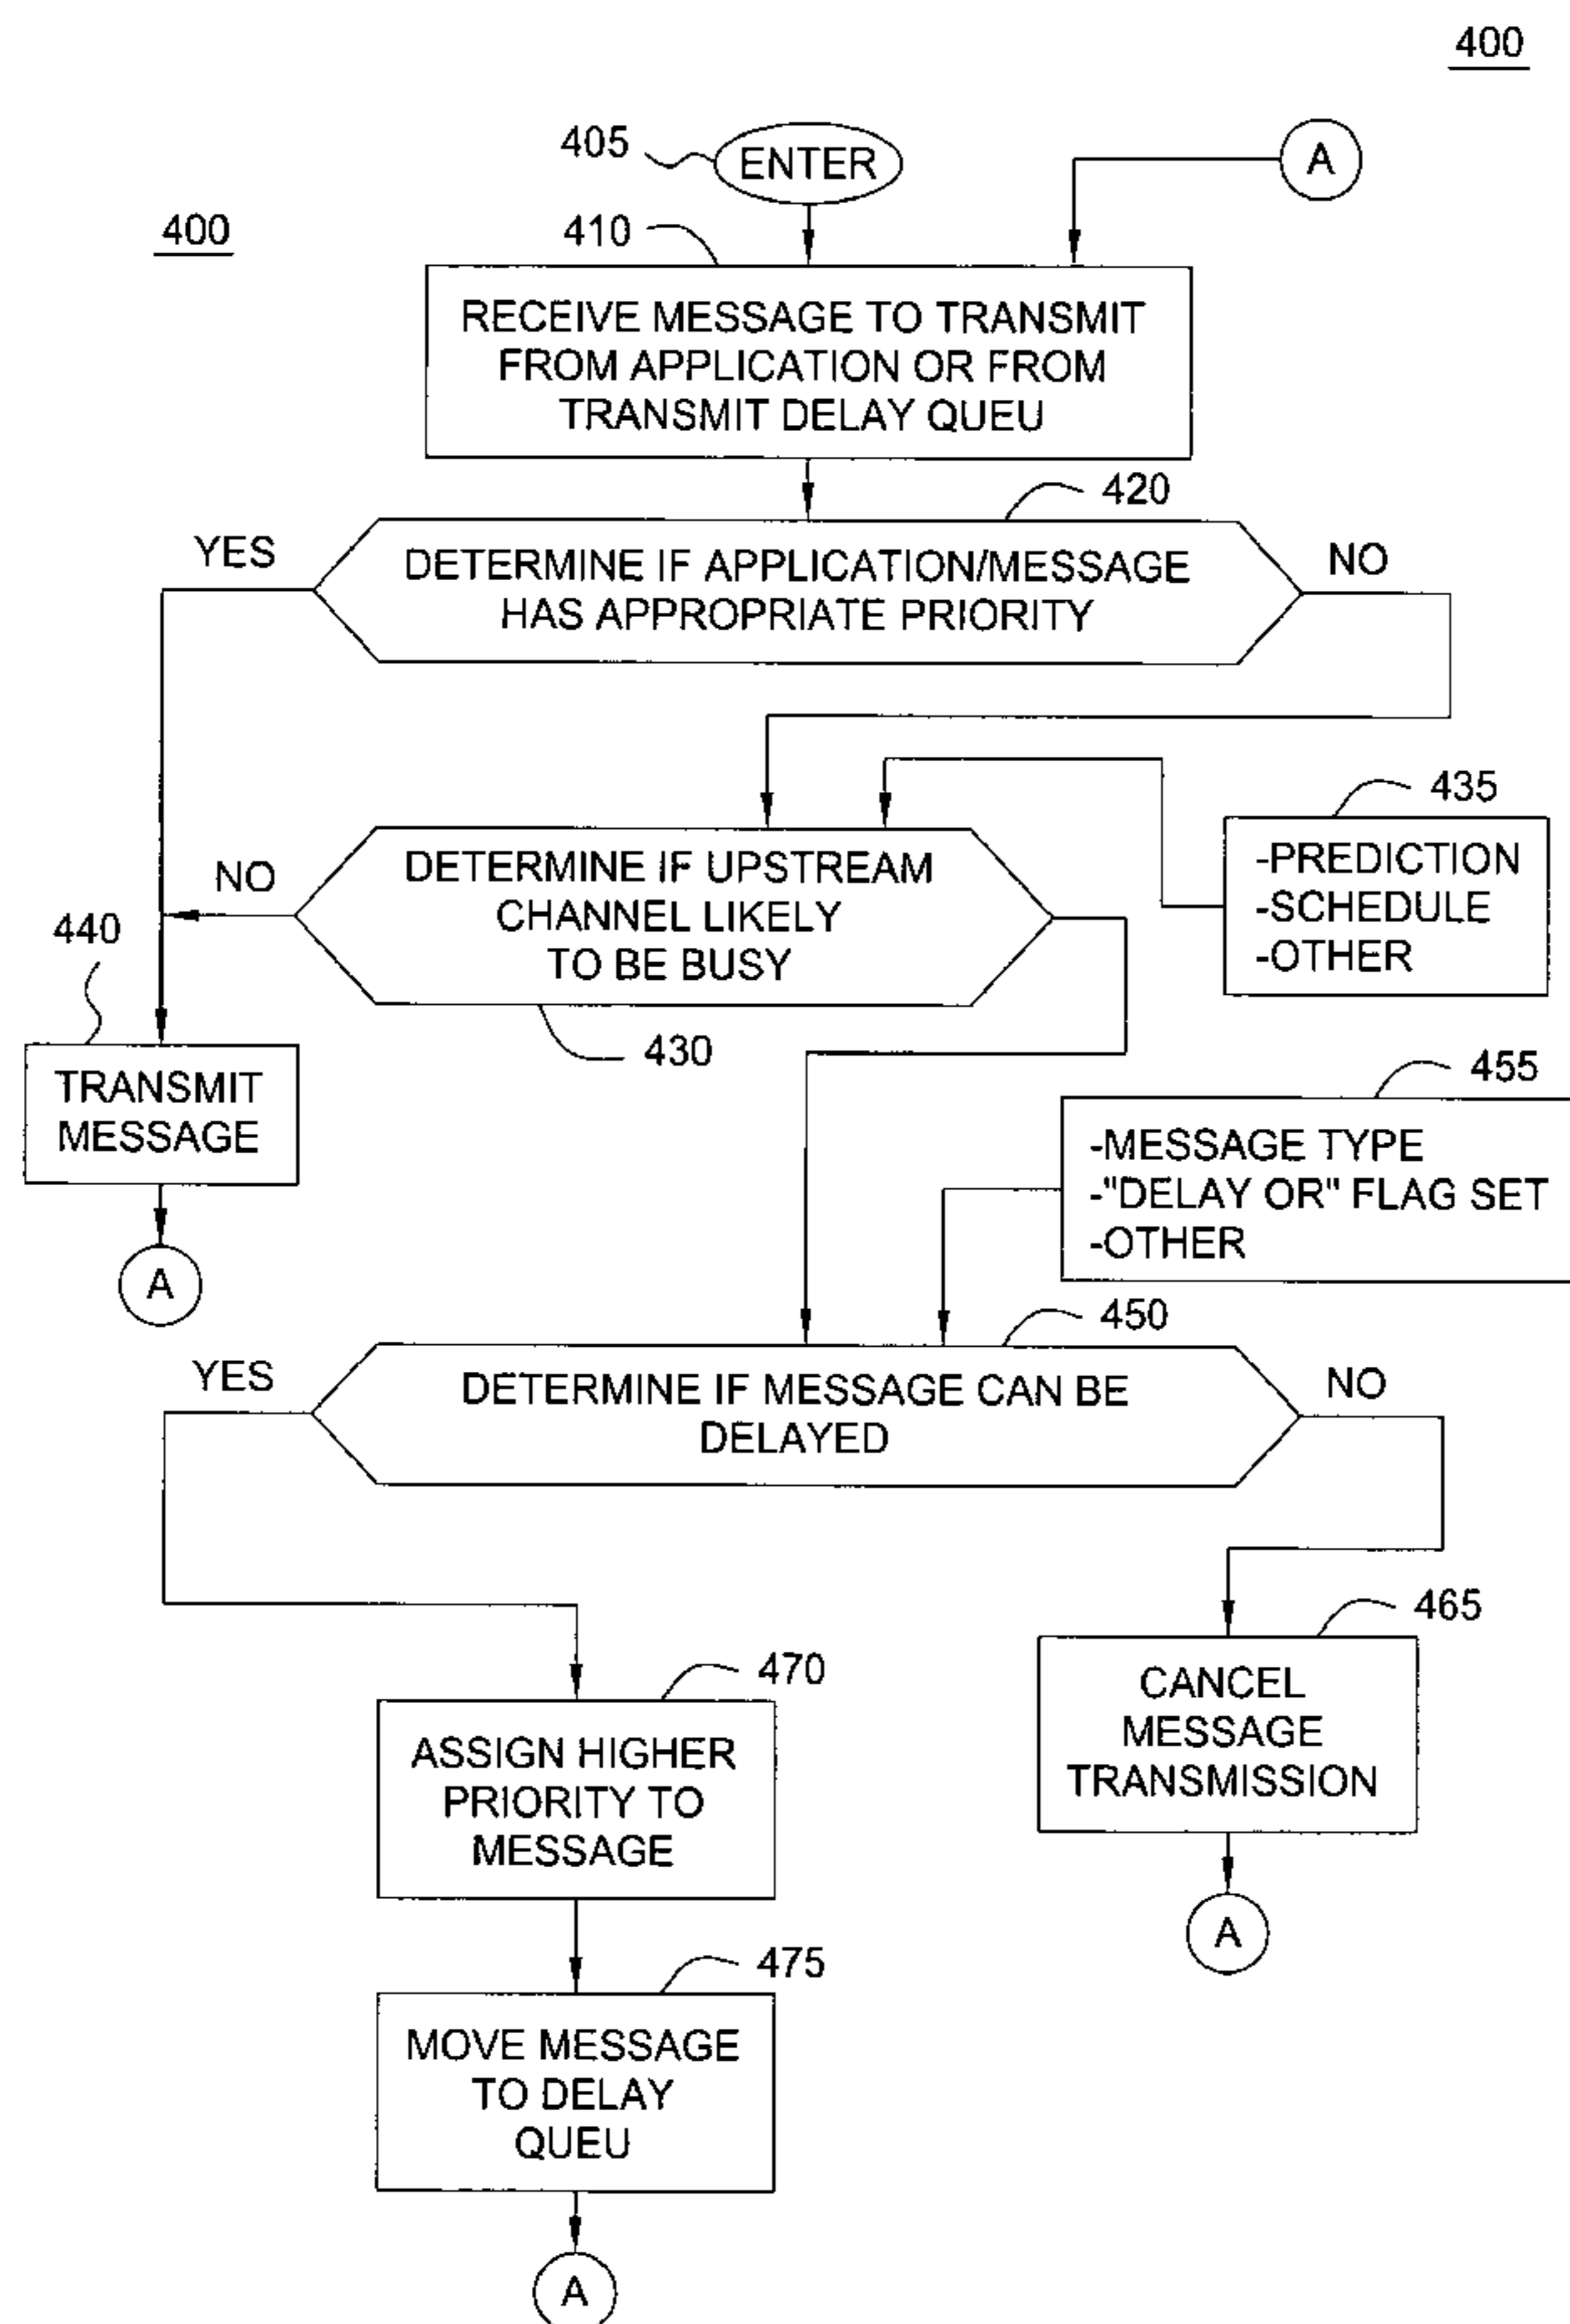 400
405
ENTER
A
400
410
RECEIVE MESSAGE TO TRANSMIT
FROM APPLICATION OR FROM
TRANSMIT DELAY QUEU
420
YES
DETERMINE IF APPLICATION/MESSAGE
HAS APPROPRIATE PRIORITY
NO
435
-PREDICTION
-SCHEDULE
-OTHER
NO
DETERMINE IF UPSTREAM
CHANNEL LIKELY
TO BE BUSY
430
440
TRANSMIT
MESSAGE
A
455
-MESSAGE TYPE
-"DELAY OR" FLAG SET
-OTHER
450
YES
DETERMINE IF MESSAGE CAN BE
DELAYED
NO
465
CANCEL
MESSAGE
TRANSMISSION
A
470
ASSIGN HIGHER
PRIORITY TO
MESSAGE
475
MOVE MESSAGE
TO DELAY
QUEU
A